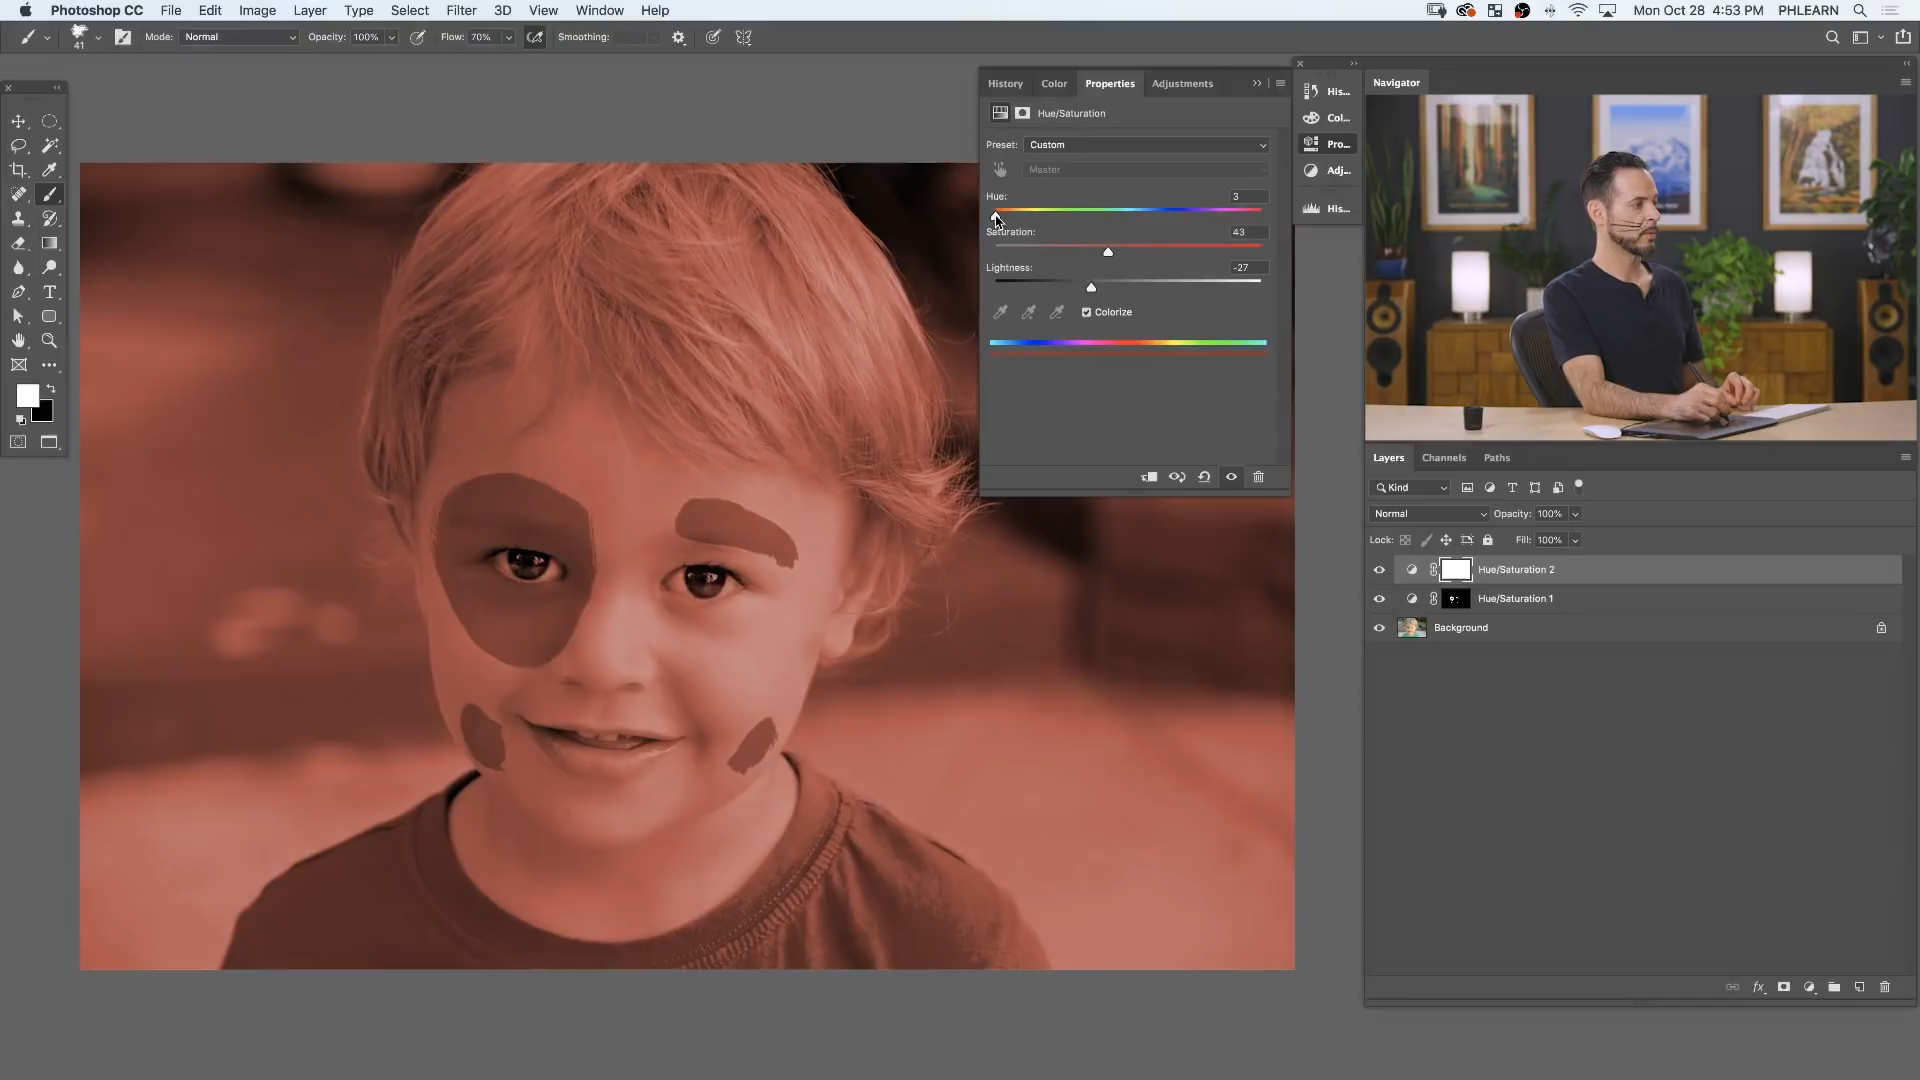 Photoshop CC File Edit Image Layer Type Select Filter 3D View Window Help Mon Oct 28 4:53 PM PHLEARN
41 Mode: Normal Opacity: 100% Flow: 70% Smoothing:
History Color Properties Adjustments
Hue/Saturation
Preset: Custom
Master
Hue: 3
Saturation: 43
Lightness: -27
Colorize
His...
Col...
Pro...
Adj...
His...
Navigator
Layers Channels Paths
Kind
Normal Opacity: 100%
Lock: Fill: 100%
Hue/Saturation 2
Hue/Saturation 1
Background
fx